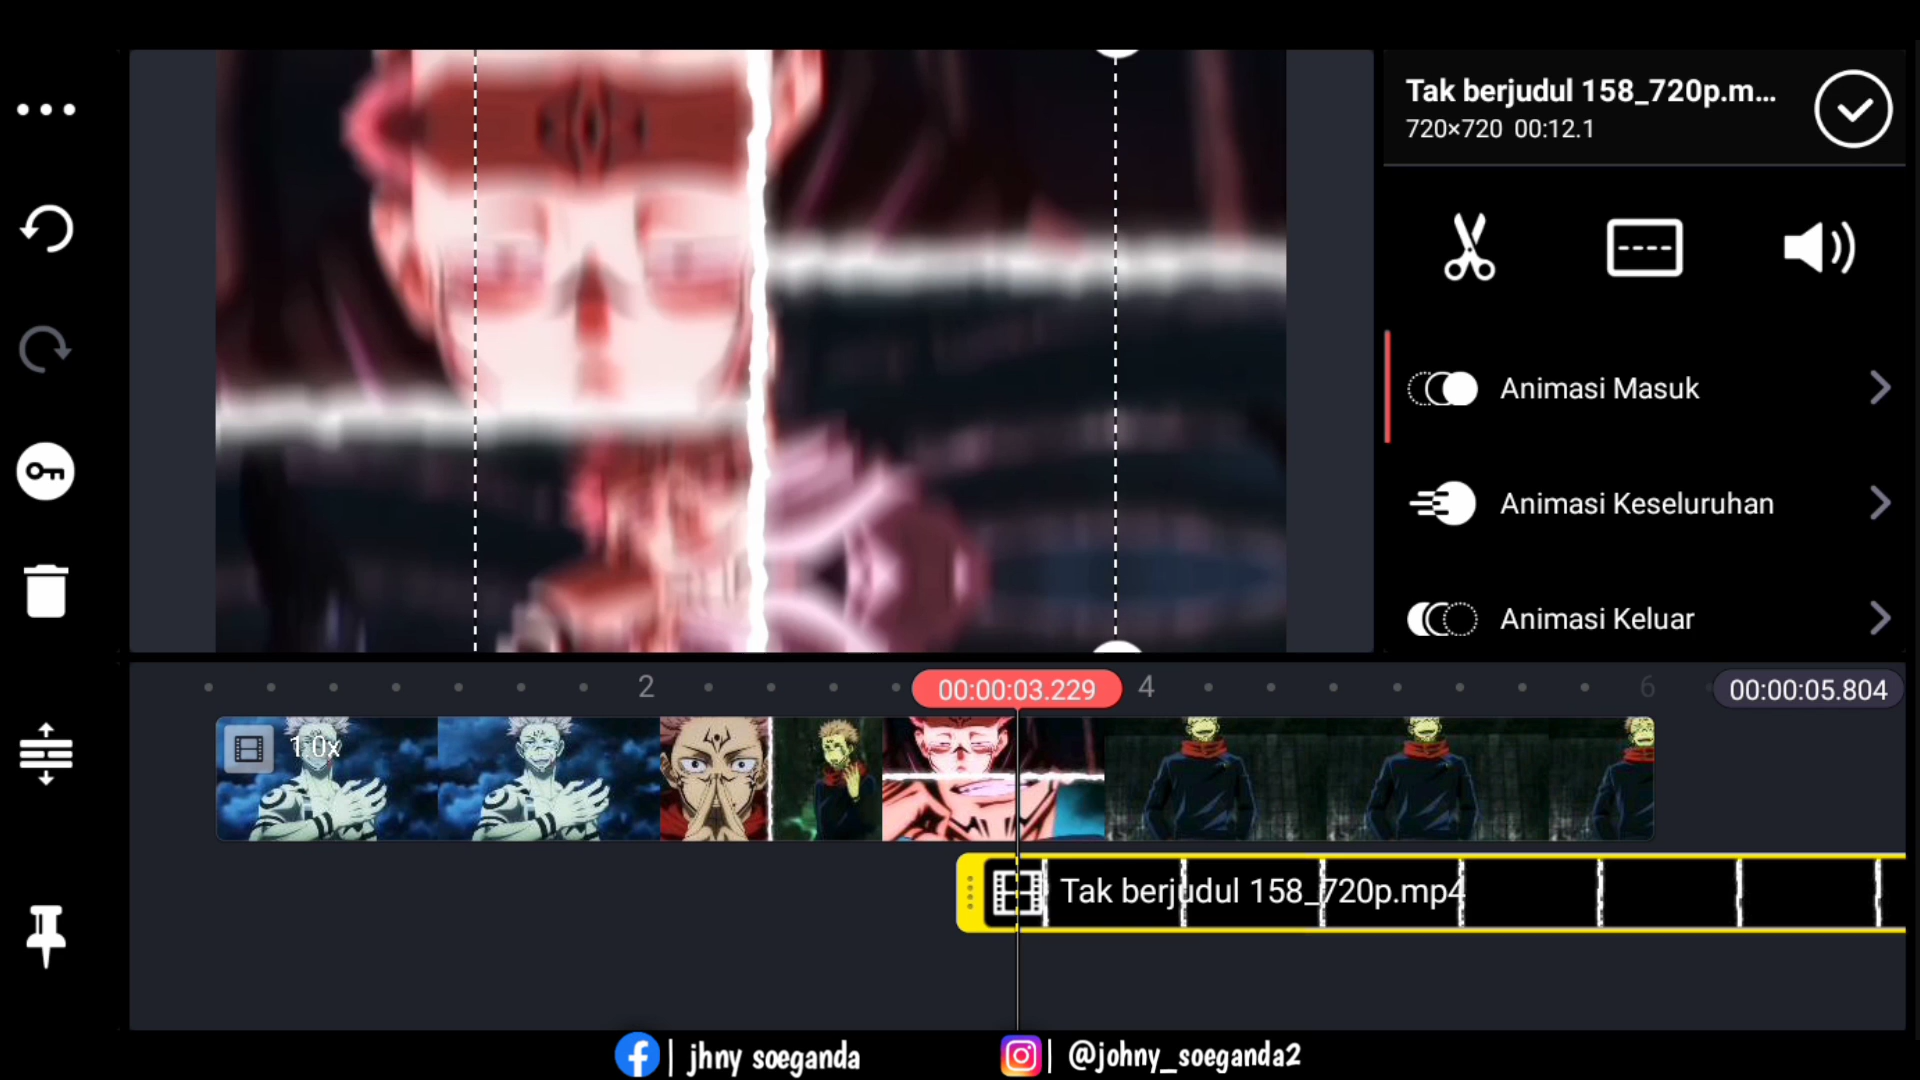 Tak berjudul 158_720p.m...
720×720 00:12.1
Animasi Masuk
Animasi Keseluruhan
Animasi Keluar
2
00:00:03.229
4
6
00:00:05.804
1.0x
Tak berjudul 158_720p.mp4
| jhny soeganda
| @johny_soeganda2